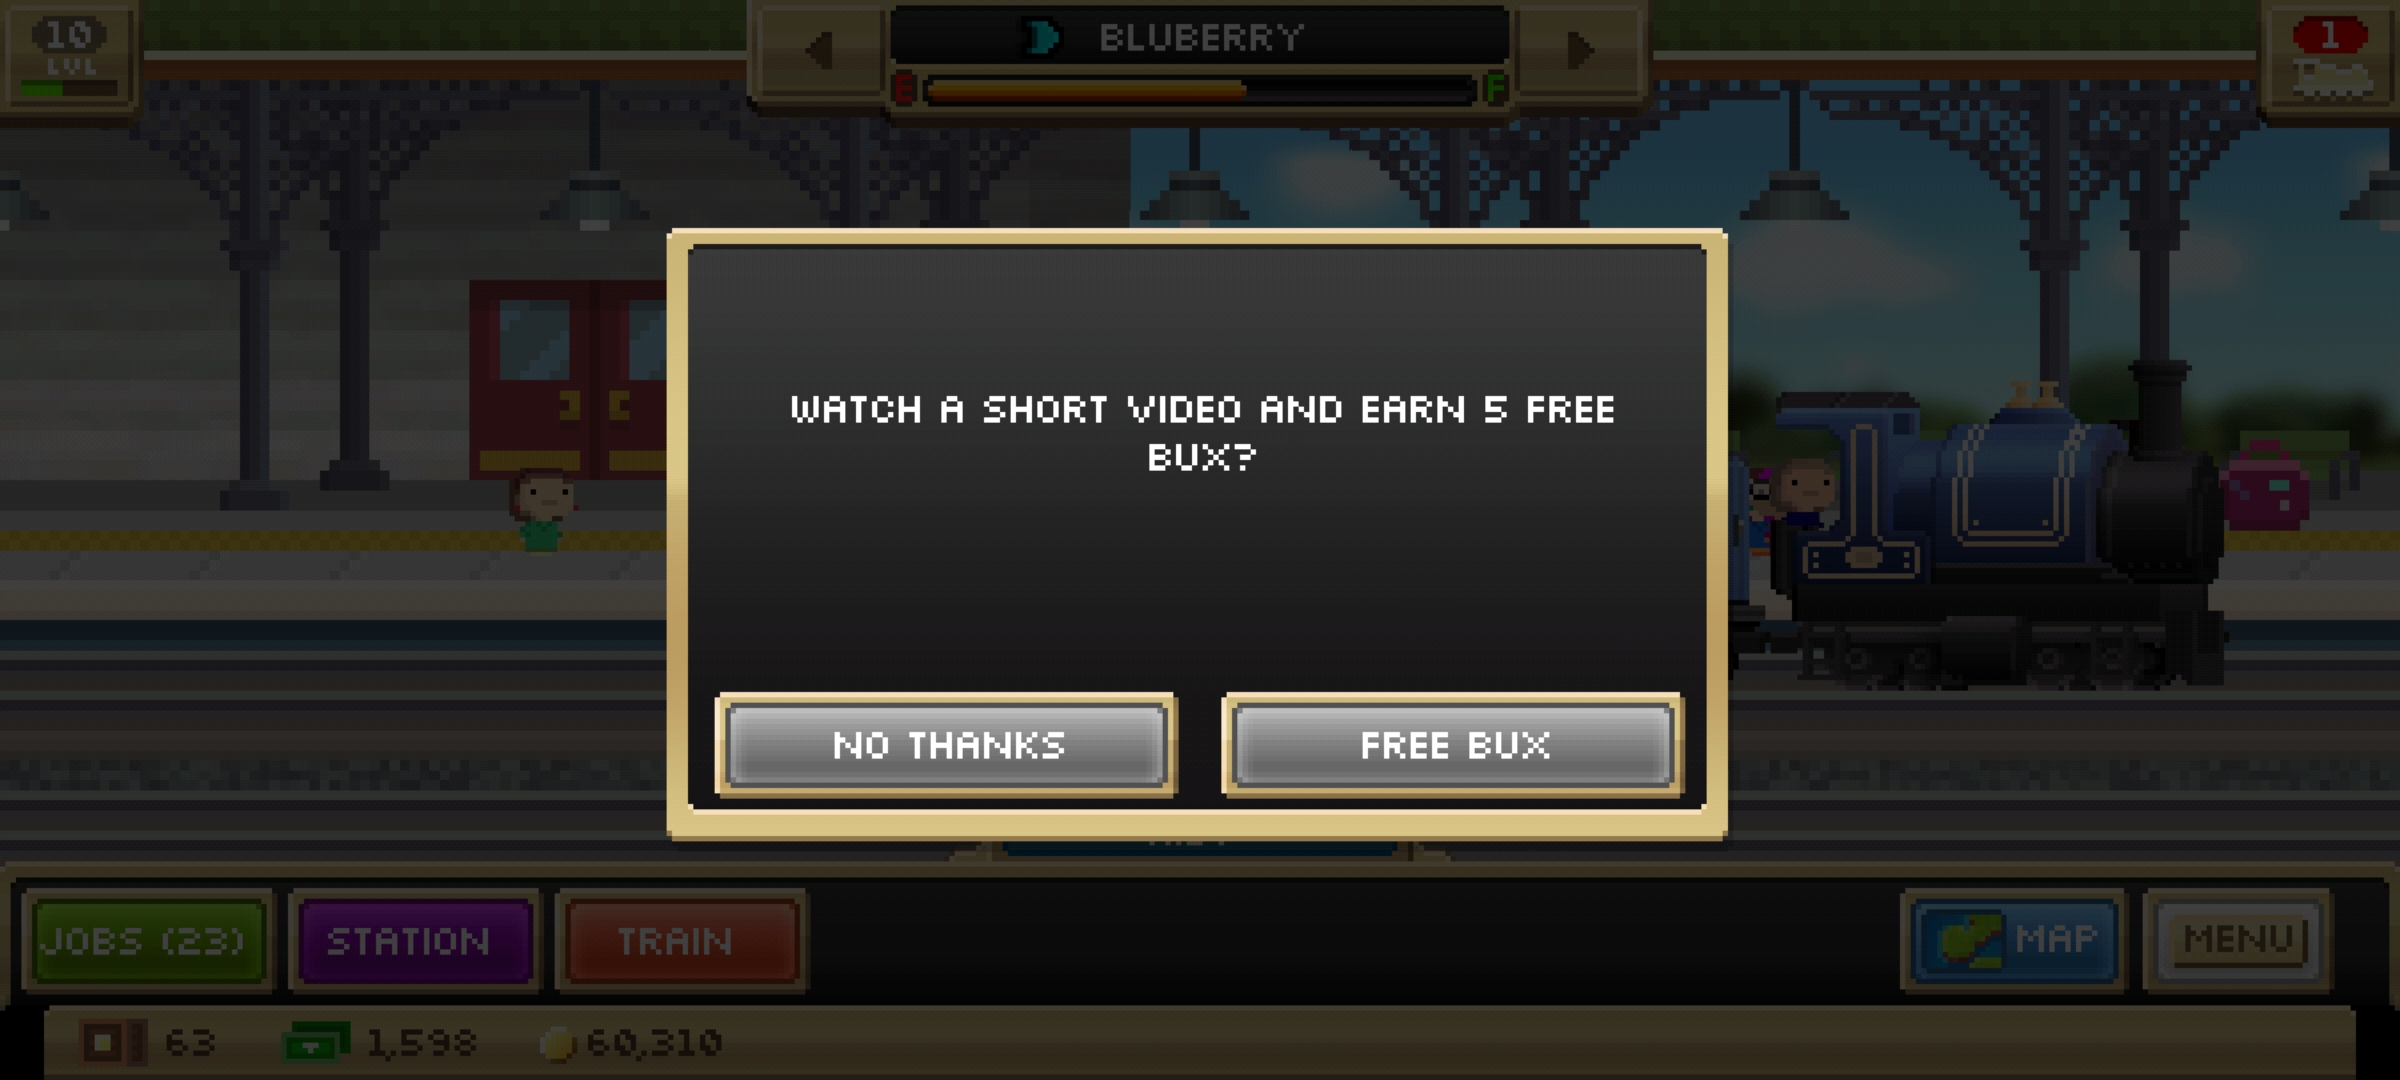 10
LVL
BLUBERRY
E
F
1
WATCH A SHORT VIDEO AND EARN 5 FREE
BUX?
NO THANKS
FREE BUX
JOBS (23)
STATION
TRAIN
MAP
MENU
63
1,598
60,310